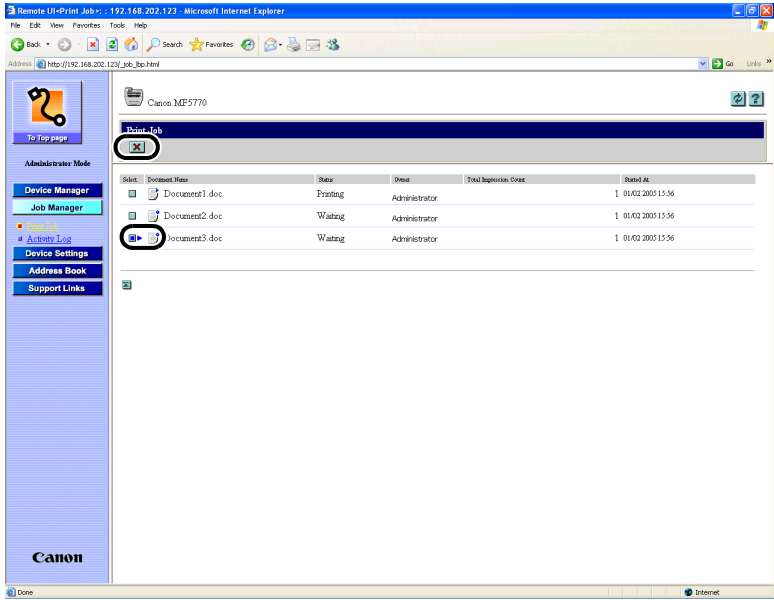 Remote UI<Print Job>: : 192.168.202.123 - Microsoft Internet Explorer
File Edit View Favorites Tools Help
Back Search Favorites
Address http://192.168.202.123/_job_lbp.html Go Links »
Canon MF5770
To Top page
Print Job
Administrator Mode
Select Document Name Status Owner Total Impression Count Started At
Device Manager
Document1.doc Printing Administrator 1 01/02 2005 15:56
Job Manager
Document2.doc Waiting Administrator 1 01/02 2005 15:56
Print Job
Activity Log
Document3.doc Waiting Administrator 1 01/02 2005 15:56
Device Settings
Address Book
Support Links
Canon
Done Internet